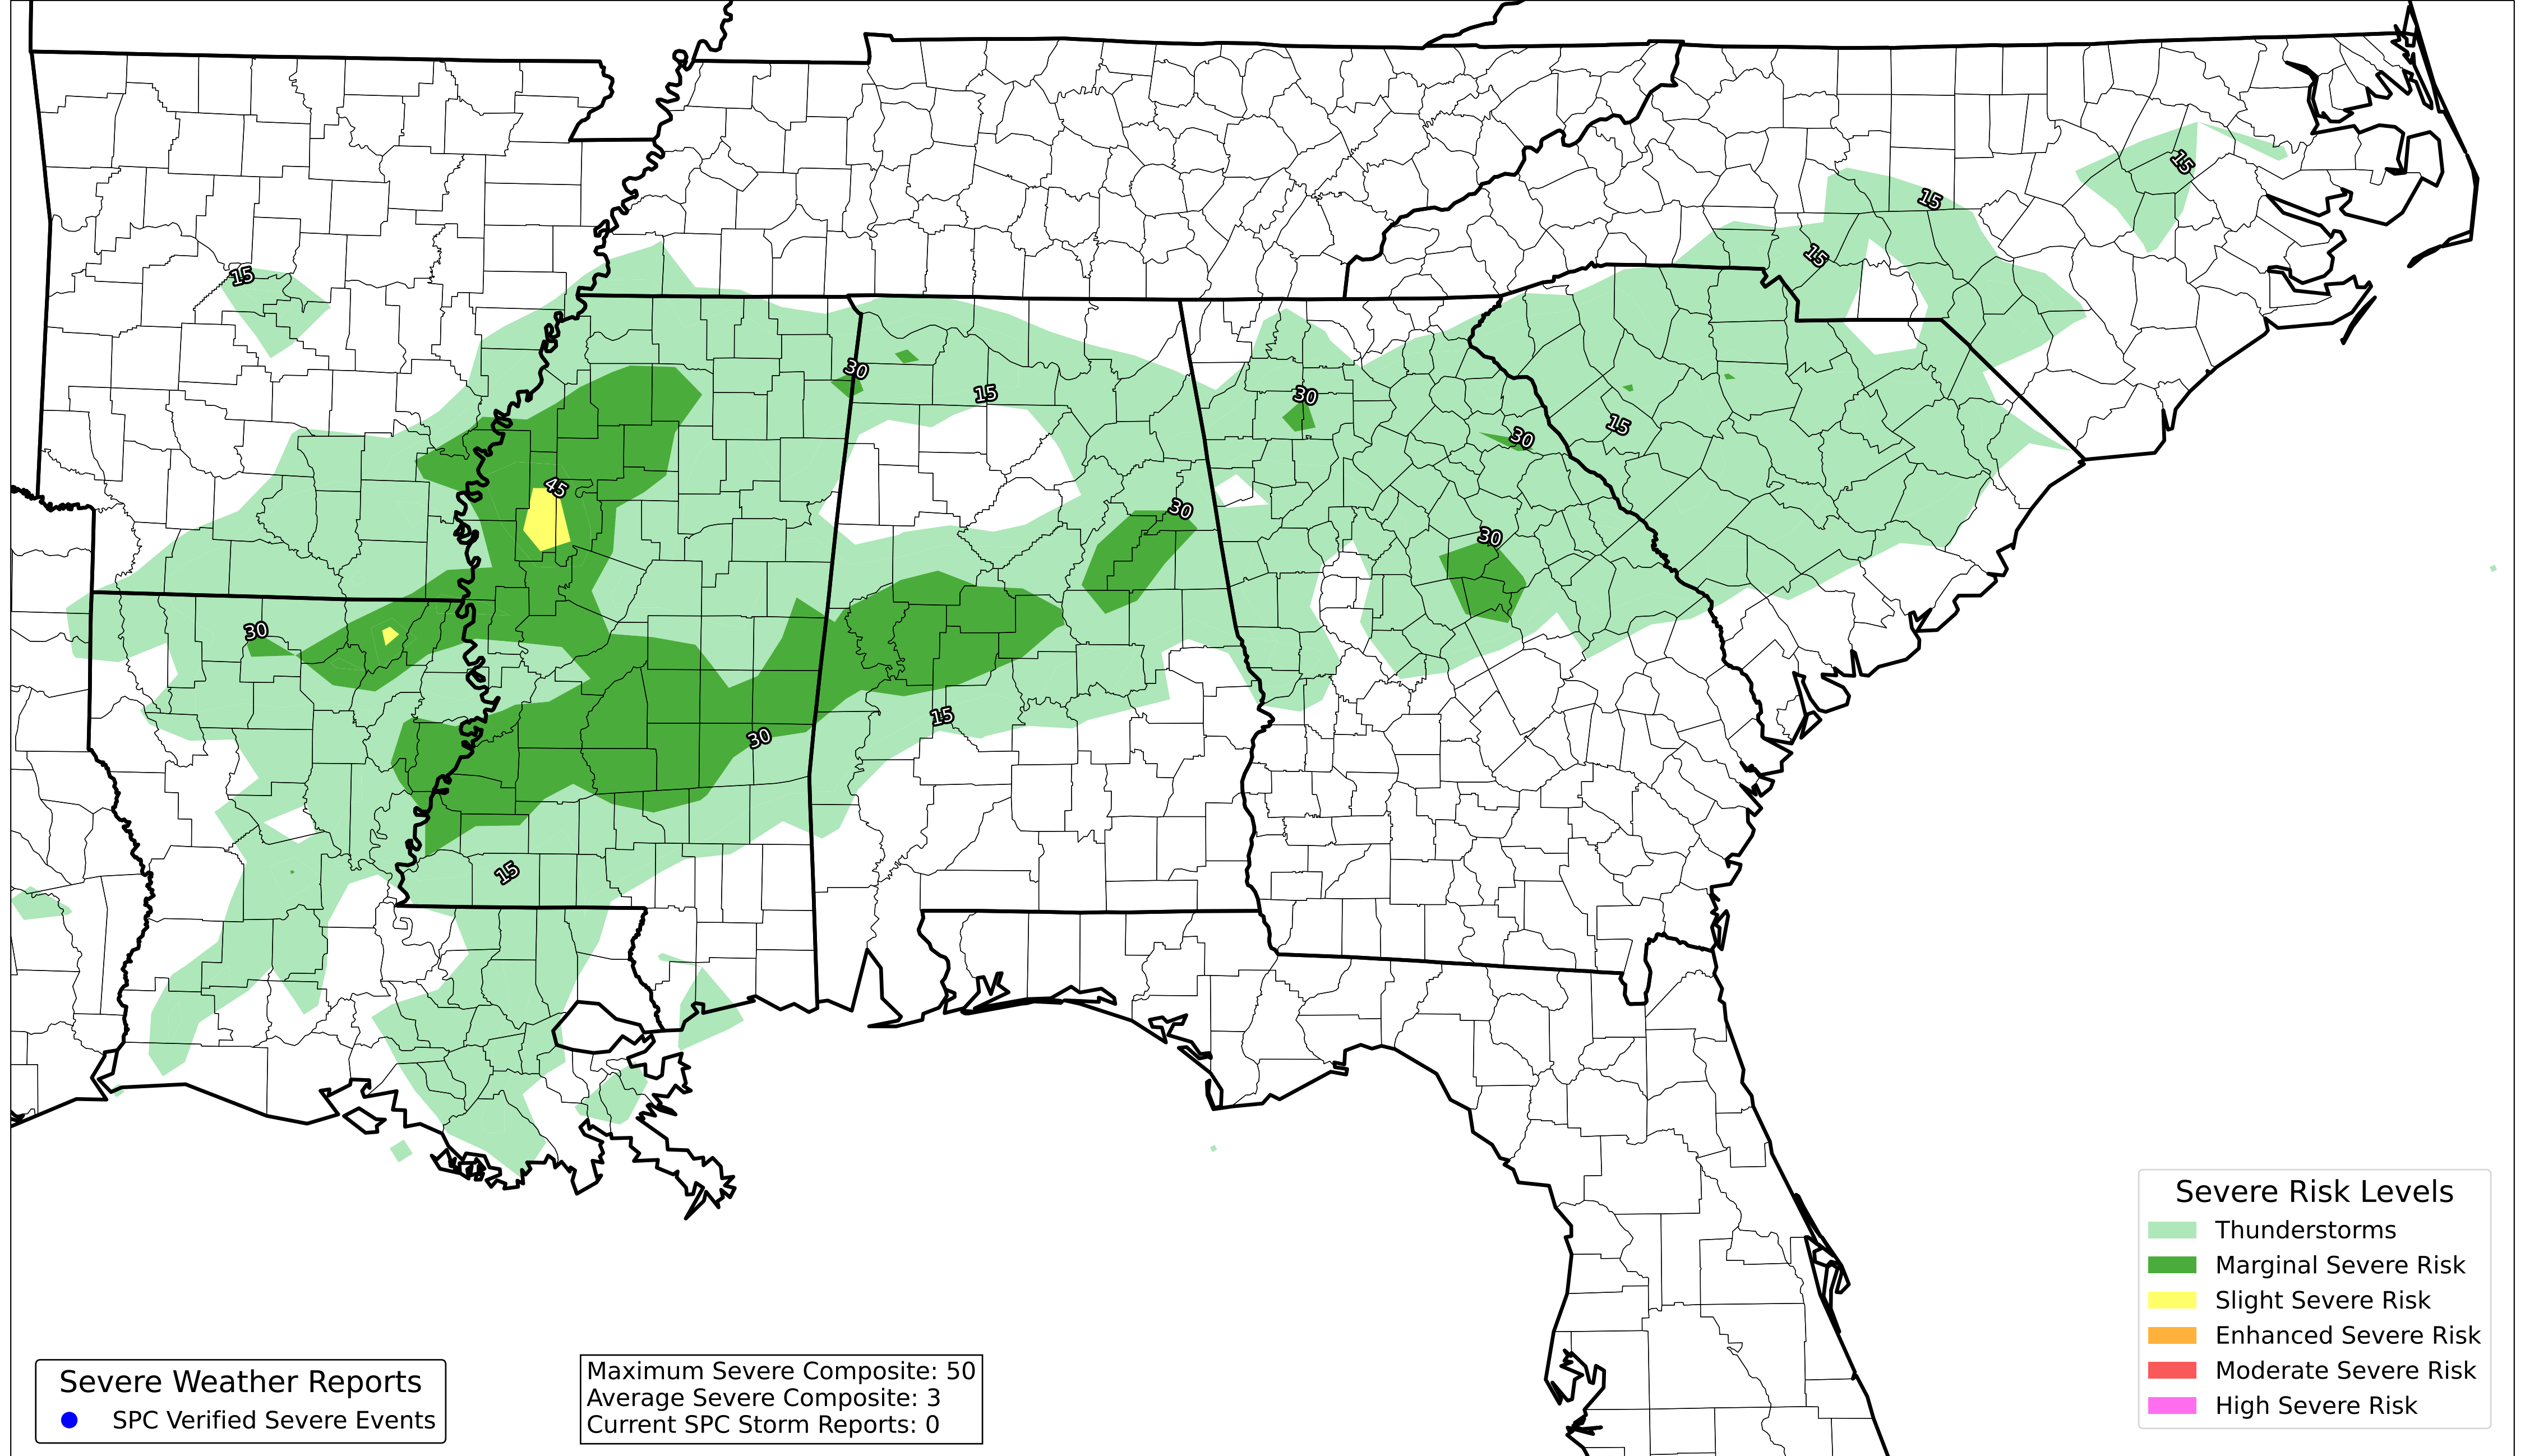 15
15
15
15
30
15
30
30
15
30
45
30
30
30
15
30
15
Severe Risk Levels
Thunderstorms
Marginal Severe Risk
Slight Severe Risk
Enhanced Severe Risk
Moderate Severe Risk
High Severe Risk
Severe Weather Reports
SPC Verified Severe Events
Maximum Severe Composite: 50
Average Severe Composite: 3
Current SPC Storm Reports: 0